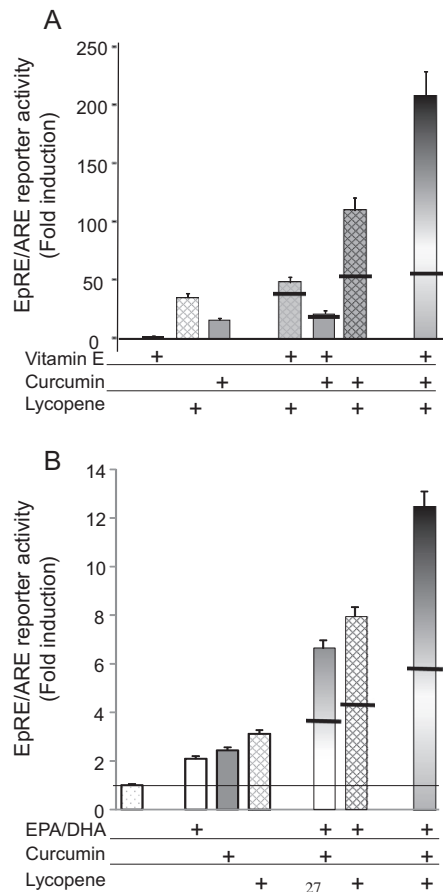 A
EpRE/ARE reporter activity
(Fold induction)
250
200
150
100
50
0
Vitamin E + + + +
Curcumin + + + +
Lycopene + + + +
B
EpRE/ARE reporter activity
(Fold induction)
14
12
10
8
6
4
2
0
EPA/DHA + + + +
Curcumin + + +
Lycopene + 27 + +